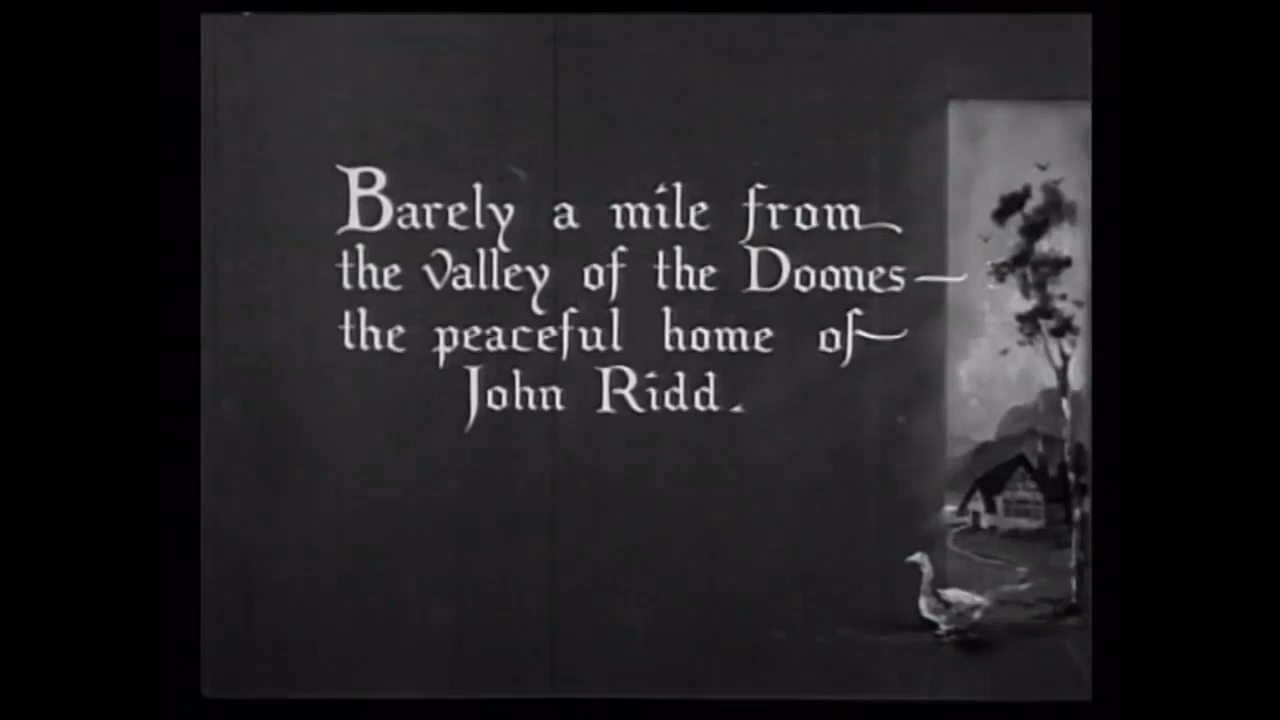 Barely a mile from
the valley of the Doones—
the peaceful home of
John Ridd.